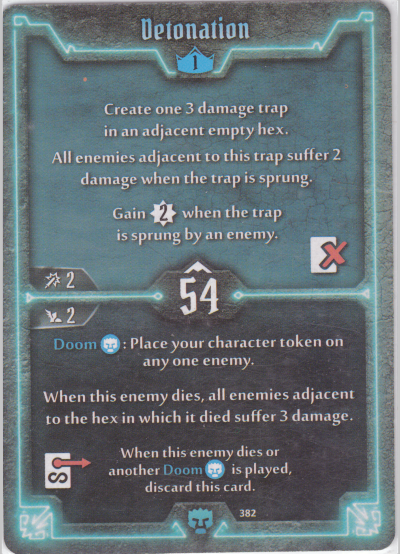 Detonation
1
Create one 3 damage trap
in an adjacent empty hex.
All enemies adjacent to this trap suffer 2
damage when the trap is sprung.
Gain 2 when the trap
is sprung by an enemy.
2
54
2
Doom : Place your character token on
any one enemy.
When this enemy dies, all enemies adjacent
to the hex in which it died suffer 3 damage.
When this enemy dies or
another Doom is played,
discard this card.
S
382